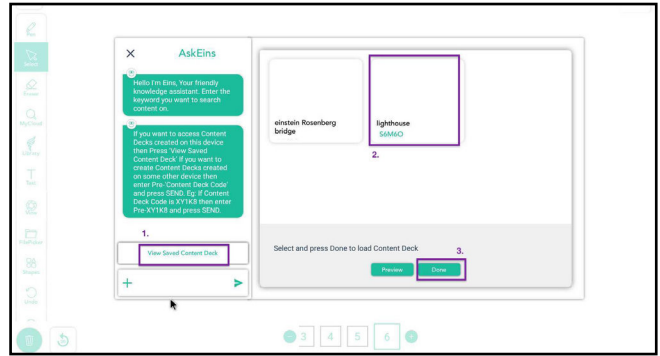 AskEins
Hello I'm Eins, Your friendly
knowledge assistant. Enter the
keyword you want to search
content on.
If you want to access Content
Decks created on this device
then Press 'View Saved
Content Deck' If you want to
create Content Decks created
on some other device then
enter Pre-'Content Deck Code'
and press SEND. Eg: If Content
Deck Code is XY1K8 then enter
Pre-XY1K8 and press SEND.
1.
View Saved Content Deck
einstein Rosenberg
bridge
lighthouse
S6M6O
2.
Select and press Done to load Content Deck
3.
Preview
Done
Select
Eraser
MyCloud
Library
Text
Shapes
Undo
3
4
5
6